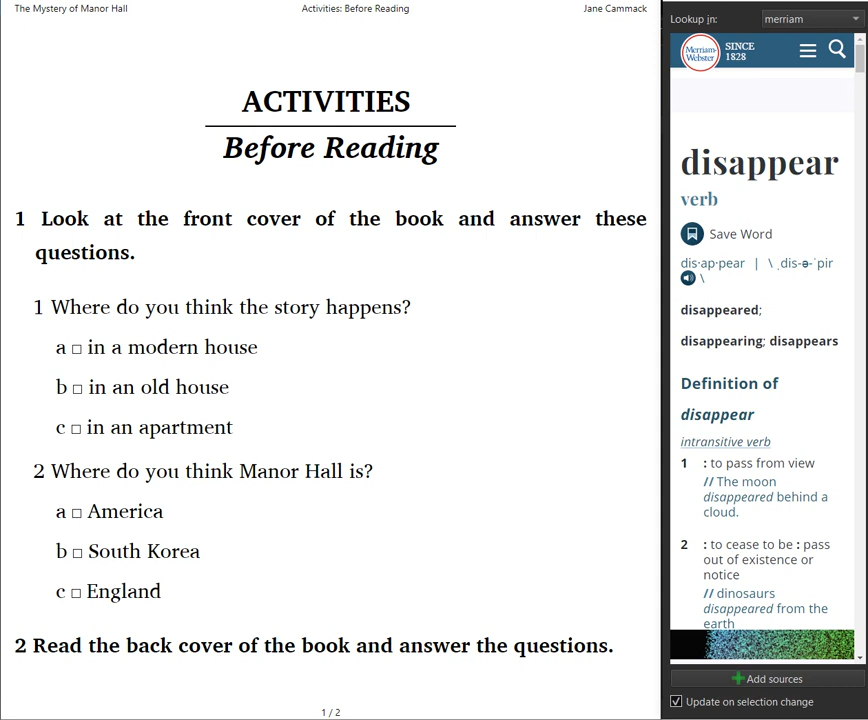 The Mystery of Manor Hall
Activities: Before Reading
Jane Cammack
ACTIVITIES
Before Reading
1 Look at the front cover of the book and answer these
questions.
1 Where do you think the story happens?
a □ in a modern house
b □ in an old house
c □ in an apartment
2 Where do you think Manor Hall is?
a □ America
b □ South Korea
c □ England
2 Read the back cover of the book and answer the questions.
1 / 2
Lookup in:
merriam
Merriam-
Webster
SINCE
1828
disappear
verb
Save Word
dis·ap·pear | \ ˌdis-ə-ˈpir
\
disappeared;
disappearing; disappears
Definition of
disappear
intransitive verb
1 : to pass from view
// The moon
disappeared behind a
cloud.
2 : to cease to be : pass
out of existence or
notice
// dinosaurs
disappeared from the
earth
Add sources
Update on selection change